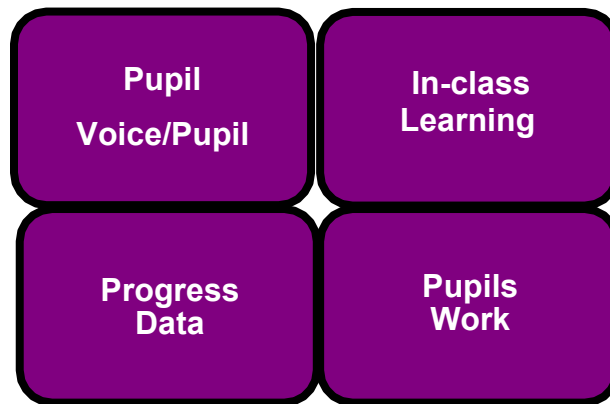 Pupil
Voice/Pupil
In-class
Learning
Progress
Data
Pupils
Work